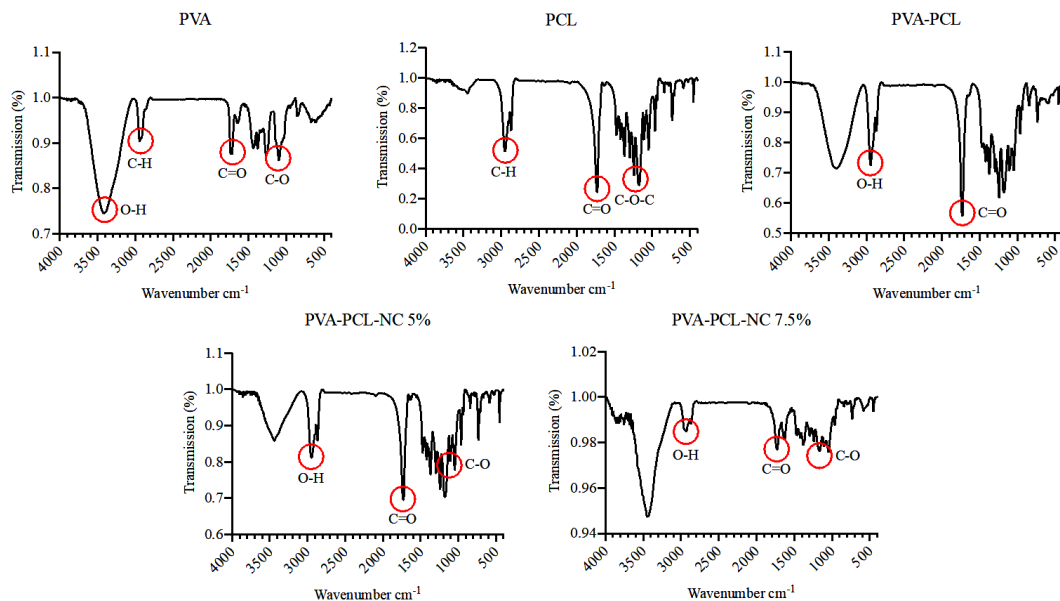 PVA
1.1
1.0
0.9
0.8
0.7
Transmission (%)
C-H
C=O
C-O
O-H
4000
3500
3000
2500
2000
1500
1000
500
Wavenumber cm-1
PCL
1.2
1.0
0.8
0.6
0.4
0.2
0.0
Transmission (%)
C-H
C=O
C-O-C
4000
3500
3000
2500
2000
1500
1000
500
Wavenumber cm-1
PVA-PCL
1.1
1.0
0.9
0.8
0.7
0.6
0.5
Transmission (%)
O-H
C=O
4000
3500
3000
2500
2000
1500
1000
500
Wavenumber cm-1
PVA-PCL-NC 5%
1.1
1.0
0.9
0.8
0.7
0.6
Transmission (%)
O-H
C-O
C=O
4000
3500
3000
2500
2000
1500
1000
500
Wavenumber cm-1
PVA-PCL-NC 7.5%
1.02
1.00
0.98
0.96
0.94
Transmission (%)
O-H
C=O
C-O
4000
3500
3000
2500
2000
1500
1000
500
Wavenumber cm-1